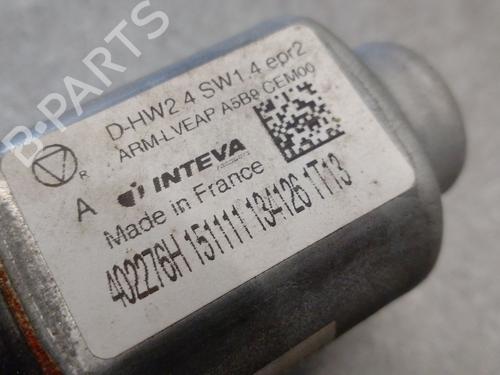 B-PARTS
D-HW2.4 SW1.4 epr2
ARM-LVEAP A5B9 CEM00
R
A
INTEVA
Made in France
402276H 151111 134126 1T13